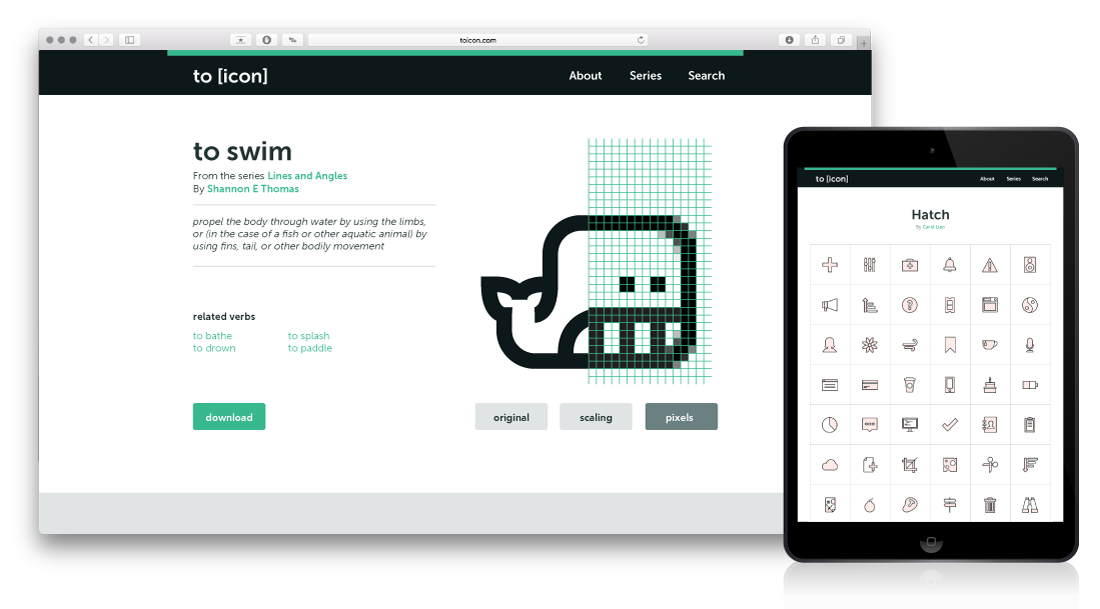 toicon.com
to [icon]
About
Series
Search
to swim
From the series Lines and Angles
By Shannon E Thomas
propel the body through water by using the limbs,
or (in the case of a fish or other aquatic animal) by
using fins, tail, or other bodily movement
related verbs
to bathe
to splash
to drown
to paddle
download
original
scaling
pixels
to [icon]
About
Series
Search
Hatch
By Carol Liao